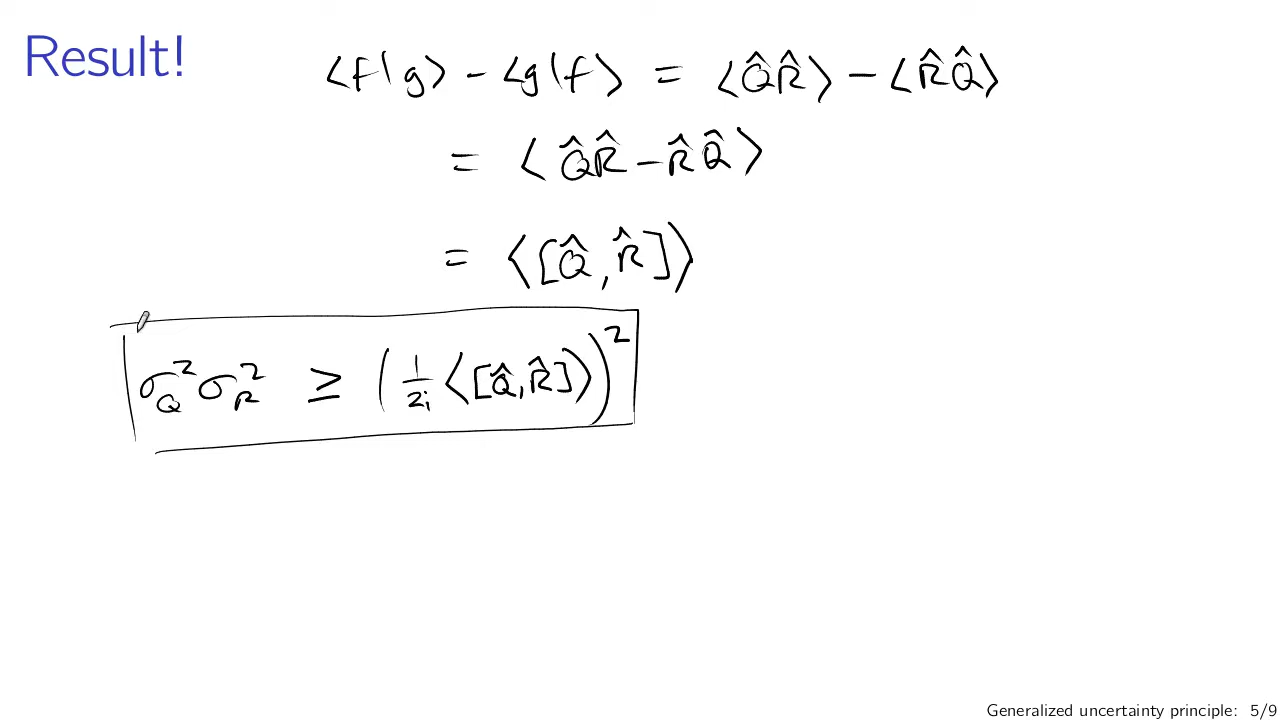 Result!
⟨f|g⟩ − ⟨g|f⟩ = ⟨Q̂R̂⟩ − ⟨R̂Q̂⟩
= ⟨Q̂R̂ − R̂Q̂⟩
= ⟨[Q̂, R̂]⟩
σ_Q² σ_R² ≥ (1/2i ⟨[Q̂, R̂]⟩)²
Generalized uncertainty principle: 5/9